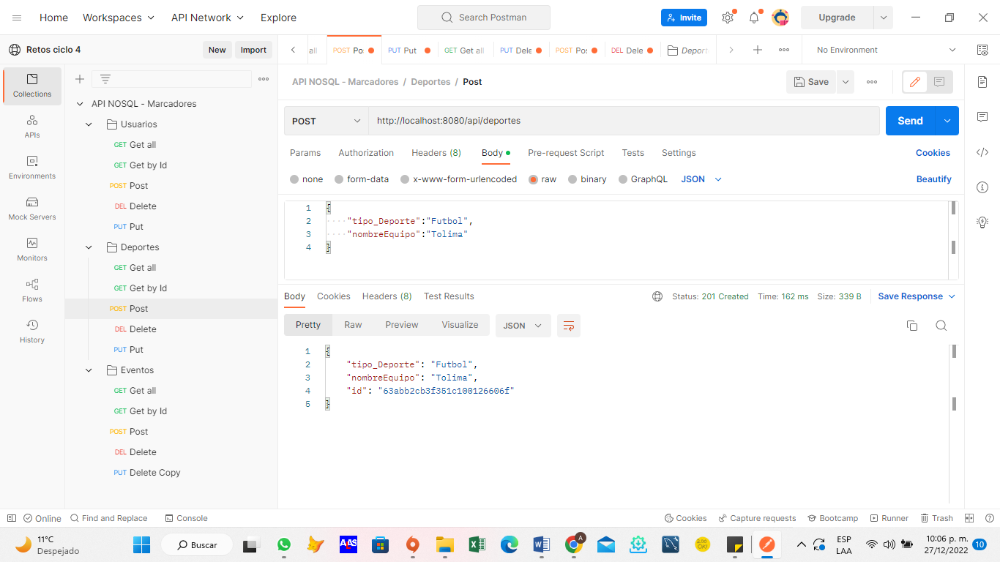 Home Workspaces API Network Explore Search Postman Invite Upgrade
Retos ciclo 4 New Import all POST Po PUT Put GET Get all PUT Dele POST Po DEL Dele Deport No Environment
Collections
APIs
Environments
Mock Servers
Monitors
Flows
History
API NOSQL - Marcadores
Usuarios
GET Get all
GET Get by Id
POST Post
DEL Delete
PUT Put
Deportes
GET Get all
GET Get by Id
POST Post
DEL Delete
PUT Put
Eventos
GET Get all
GET Get by Id
POST Post
DEL Delete
PUT Delete Copy
API NOSQL - Marcadores / Deportes / Post Save
POST http://localhost:8080/api/deportes Send
Params Authorization Headers (8) Body Pre-request Script Tests Settings Cookies
none form-data x-www-form-urlencoded raw binary GraphQL JSON Beautify
1 {
2 "tipo_Deporte":"Futbol",
3 "nombreEquipo":"Tolima"
4 }
Body Cookies Headers (8) Test Results Status: 201 Created Time: 162 ms Size: 339 B Save Response
Pretty Raw Preview Visualize JSON
1 {
2 "tipo_Deporte": "Futbol",
3 "nombreEquipo": "Tolima",
4 "id": "63abb2cb3f351c100126606f"
5 }
Online Find and Replace Console Cookies Capture requests Bootcamp Runner Trash
11°C
Despejado
Buscar
A
ESP
LAA
10:06 p. m.
27/12/2022
10